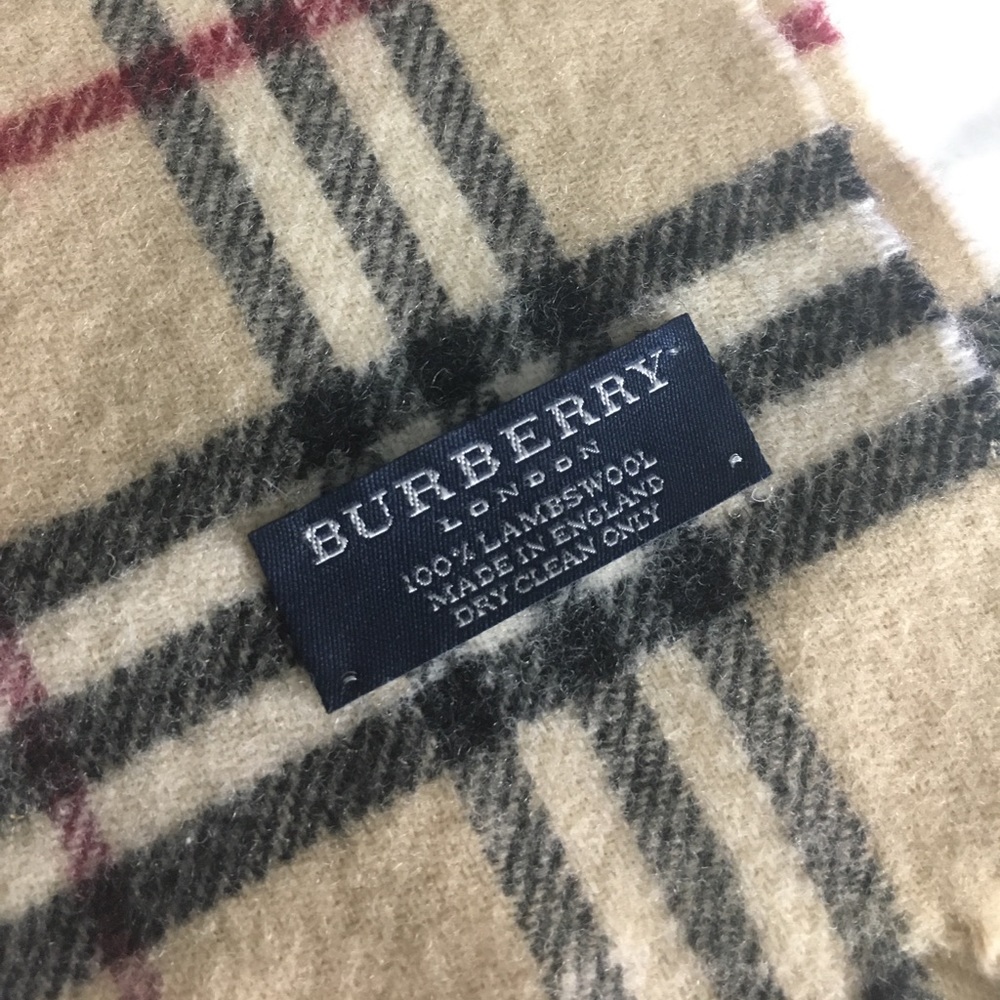 BURBERRY
LONDON
100% LAMBSWOOL
MADE IN ENGLAND
DRY CLEAN ONLY